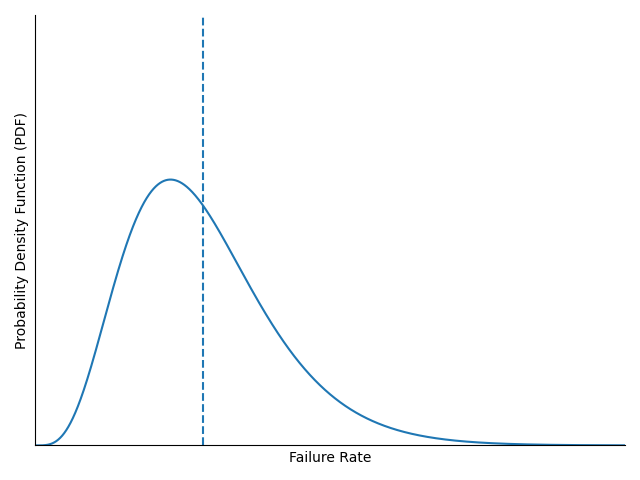 Probability Density Function (PDF)
Failure Rate